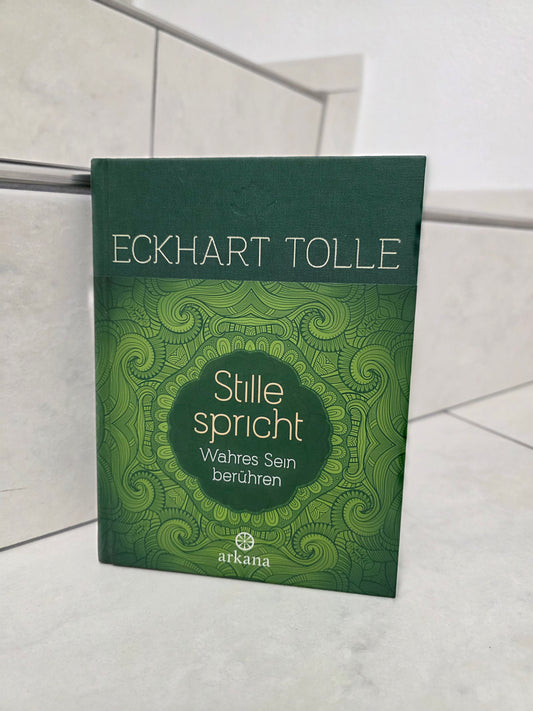 ECKHART TOLLE
Stille
spricht
Wahres Sein
berühren
arkana